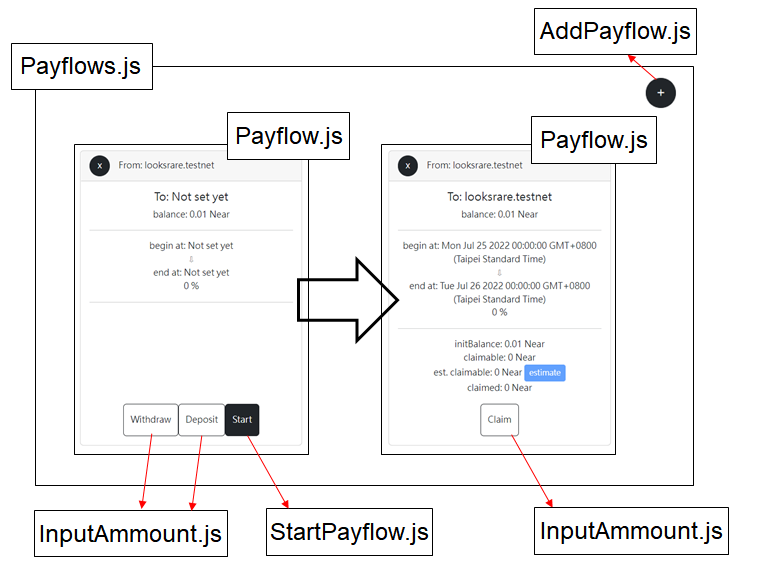 AddPayflow.js
Payflows.js
+
Payflow.js
x
From: looksrare.testnet
To: Not set yet
balance: 0.01 Near
begin at: Not set yet
⇩
end at: Not set yet
0 %
Withdraw
Deposit
Start
Payflow.js
x
From: looksrare.testnet
To: looksrare.testnet
balance: 0.01 Near
begin at: Mon Jul 25 2022 00:00:00 GMT+0800
(Taipei Standard Time)
⇩
end at: Tue Jul 26 2022 00:00:00 GMT+0800
(Taipei Standard Time)
0 %
initBalance: 0.01 Near
claimable: 0 Near
est. claimable: 0 Near estimate
claimed: 0 Near
Claim
InputAmmount.js
StartPayflow.js
InputAmmount.js